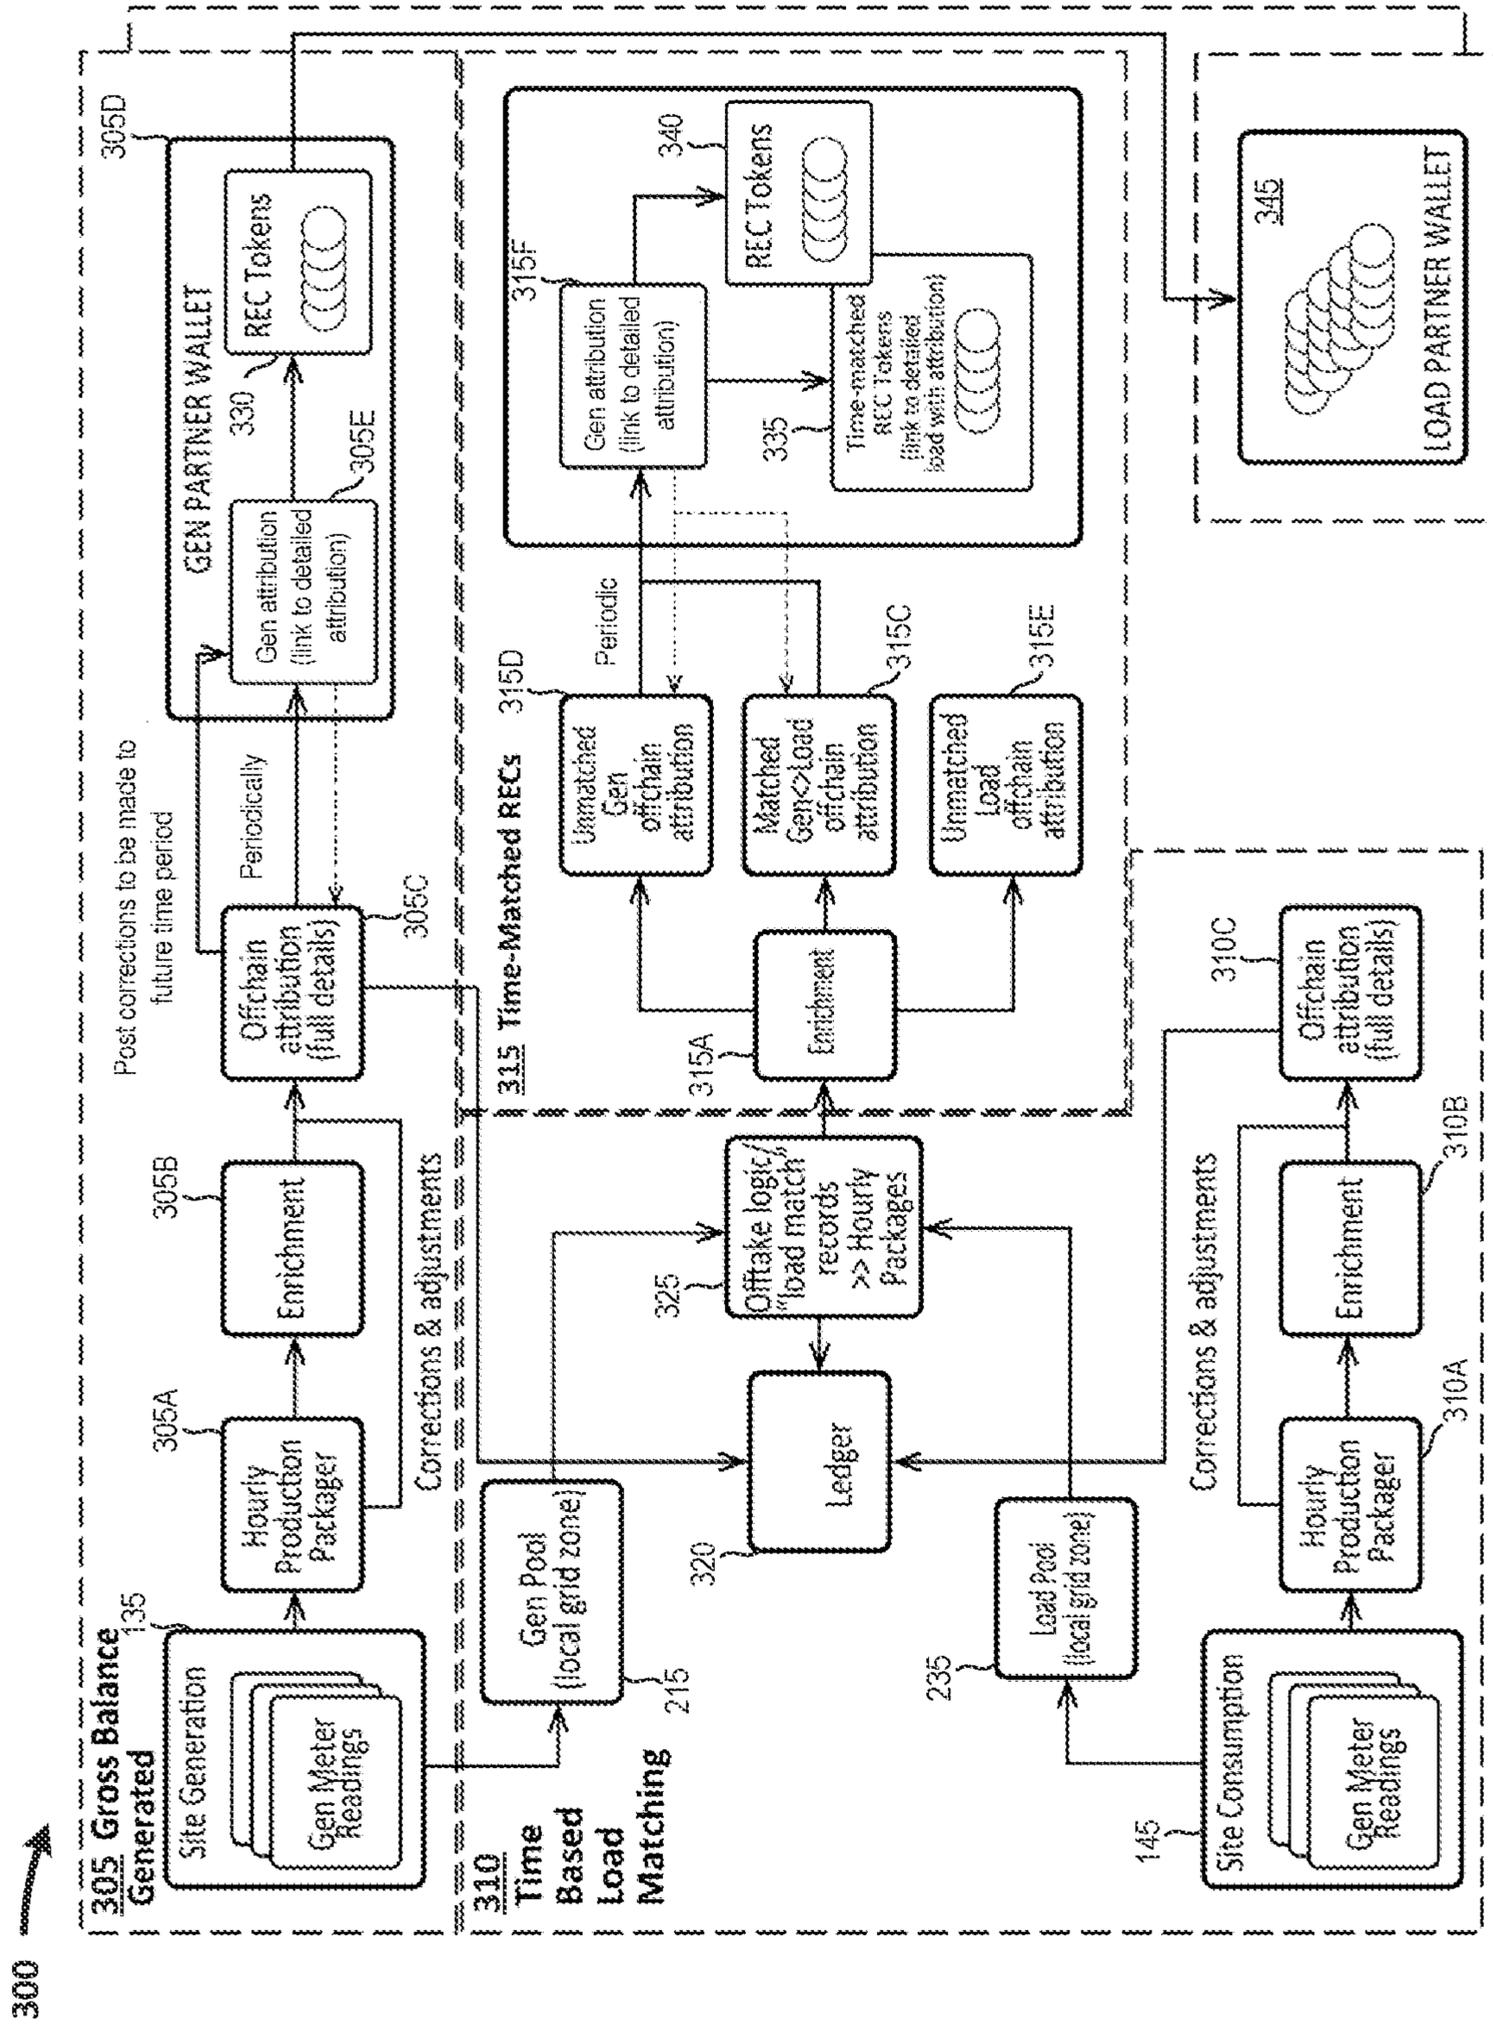 300
305 Gross Balance
Generated
135
Site Generation
Gen Meter
Readings
305A
Hourly
Production
Packager
305B
Enrichment
Corrections & adjustments
Post corrections to be made to
future time period
Offchain
attribution
(full details)
305C
Periodically
305D
GEN PARTNER WALLET
Gen attribution
(link to detailed
attribution)
305E
330
REC Tokens
310
Time
Based
Load
Matching
Gen Pool
(local grid zone)
215
320
Ledger
325
Offtake logic/
“load match”
records
>> Hourly
Packages
235
Load Pool
(local grid zone)
145
Site Consumption
Gen Meter
Readings
Hourly
Production
Packager
310A
Corrections & adjustments
Enrichment
310B
310C
Offchain
attribution
(full details)
315 Time-Matched RECs
315A
Enrichment
315D
Unmatched
Gen
offchain
attribution
Matched
Gen<>Load
offchain
attribution
315C
Unmatched
Load
offchain
attribution
315E
Periodic
315F
Gen attribution
(link to detailed
attribution)
335
Time-matched
REC Tokens
(link to detailed
load with attribution)
340
REC Tokens
345
LOAD PARTNER WALLET